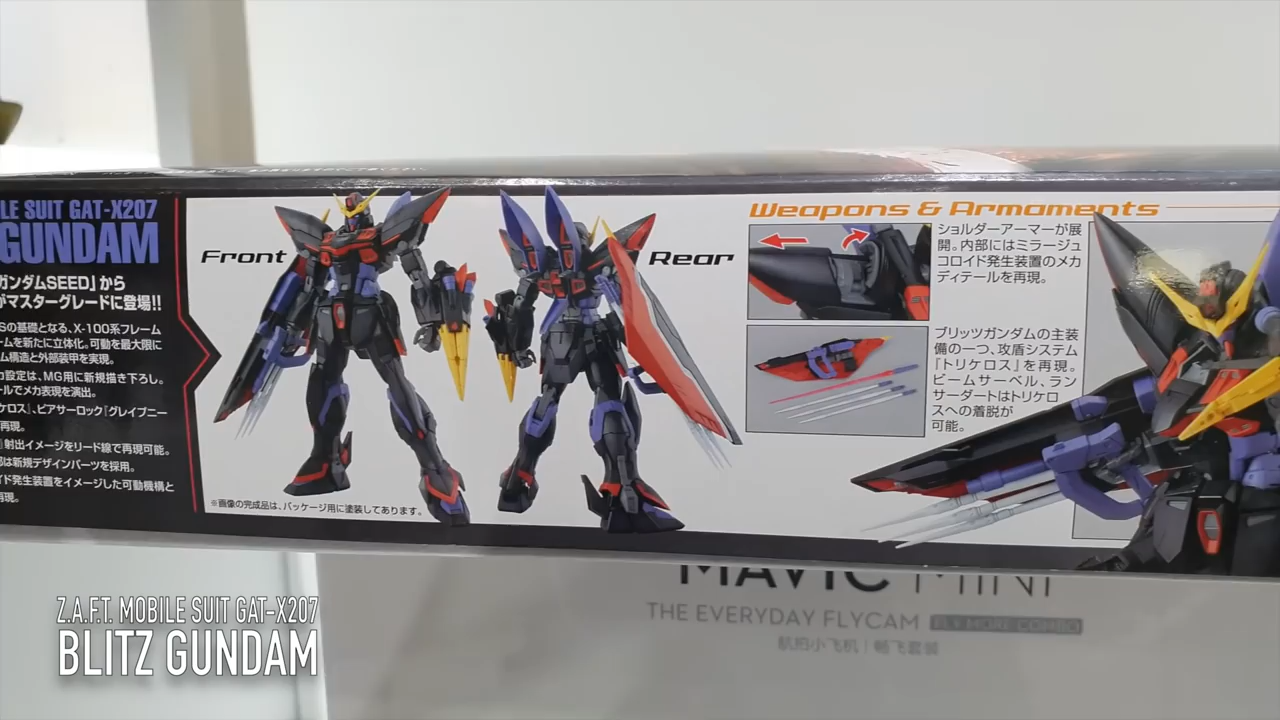 LE SUIT GAT-X207
GUNDAM
ガンダムSEED」から
がマスターグレードに登場!!
Sの基礎となる、X-100系フレーム
ームを新たに立体化。可動を最大限に
ム構造と外部装甲を実現。
カ設定は、MG用に新規描き下ろし。
ールでメカ表現を演出。
ケロス』、ピアサーロック『グレイプニー
再現。
射出イメージをリード線で再現可能。
部は新規デザインパーツを採用。
イド発生装置をイメージした可動機構と
再現。
Front
Rear
※画像の完成品は、パッケージ用に塗装してあります。
Weapons & Armaments
ショルダーアーマーが展
開。内部にはミラージュ
コロイド発生装置のメカ
ディテールを再現。
ブリッツガンダムの主装
備の一つ、攻盾システム
『トリケロス』を再現。
ビームサーベル、ラン
サーダートはトリケロ
スへの着脱が
可能。
MAVIC MINI
THE EVERYDAY FLYCAM FLY MORE COMBO
航拍小飞机 | 畅飞套装
Z.A.F.T. MOBILE SUIT GAT-X207
BLITZ GUNDAM